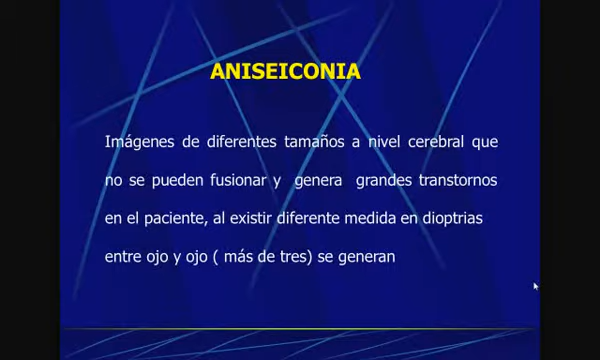 ANISEICONIA
Imágenes de diferentes tamaños a nivel cerebral que
no se pueden fusionar y genera grandes transtornos
en el paciente, al existir diferente medida en dioptrias
entre ojo y ojo ( más de tres) se generan